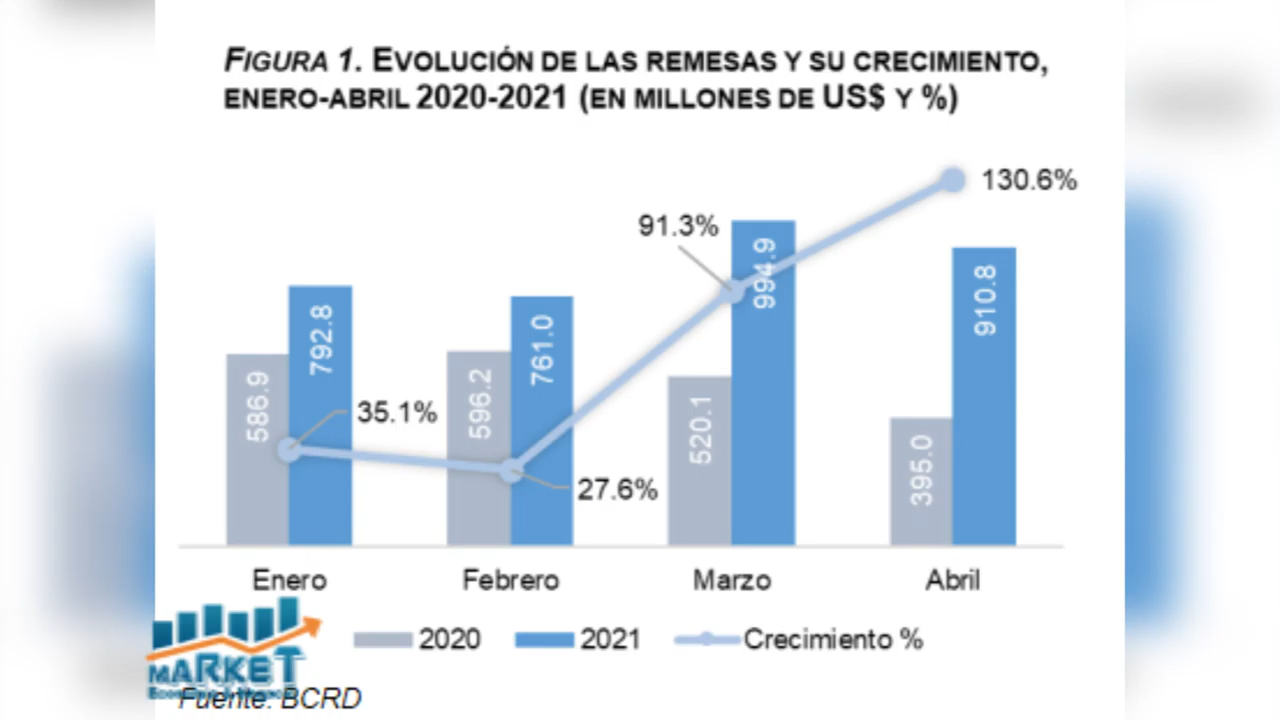 FIGURA 1. EVOLUCIÓN DE LAS REMESAS Y SU CRECIMIENTO,
ENERO-ABRIL 2020-2021 (EN MILLONES DE US$ Y %)
130.6%
91.3%
994.9
910.8
792.8
761.0
586.9
35.1%
596.2
520.1
395.0
27.6%
Enero Febrero Marzo Abril
2020 2021 Crecimiento %
MARKET
Fuente: BCRD